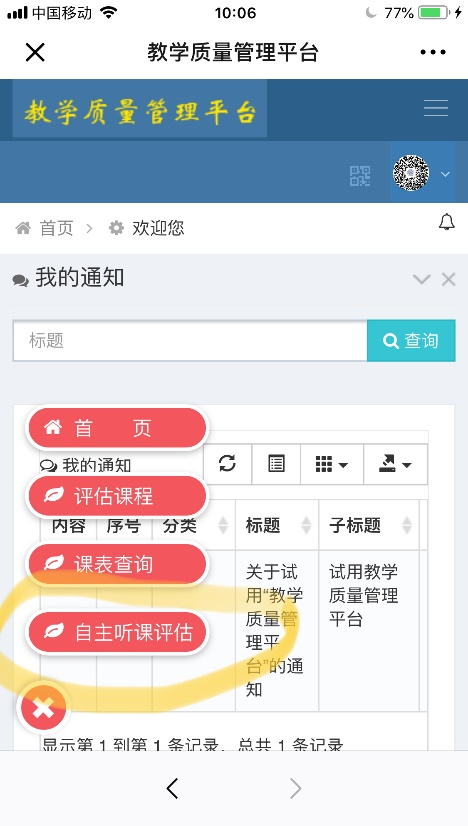 中国移动
10:06
77%
教学质量管理平台
教学质量管理平台
首页
欢迎您
我的通知
标题
查询
首 页
我的通知
评估课程
内容 序号 分类 标题 子标题
课表查询
关于试
用“教学
质量管
理平
台”的通
知
试用教学
质量管理
平台
自主听课评估
显示第 1 到第 1 条记录，总共 1 条记录